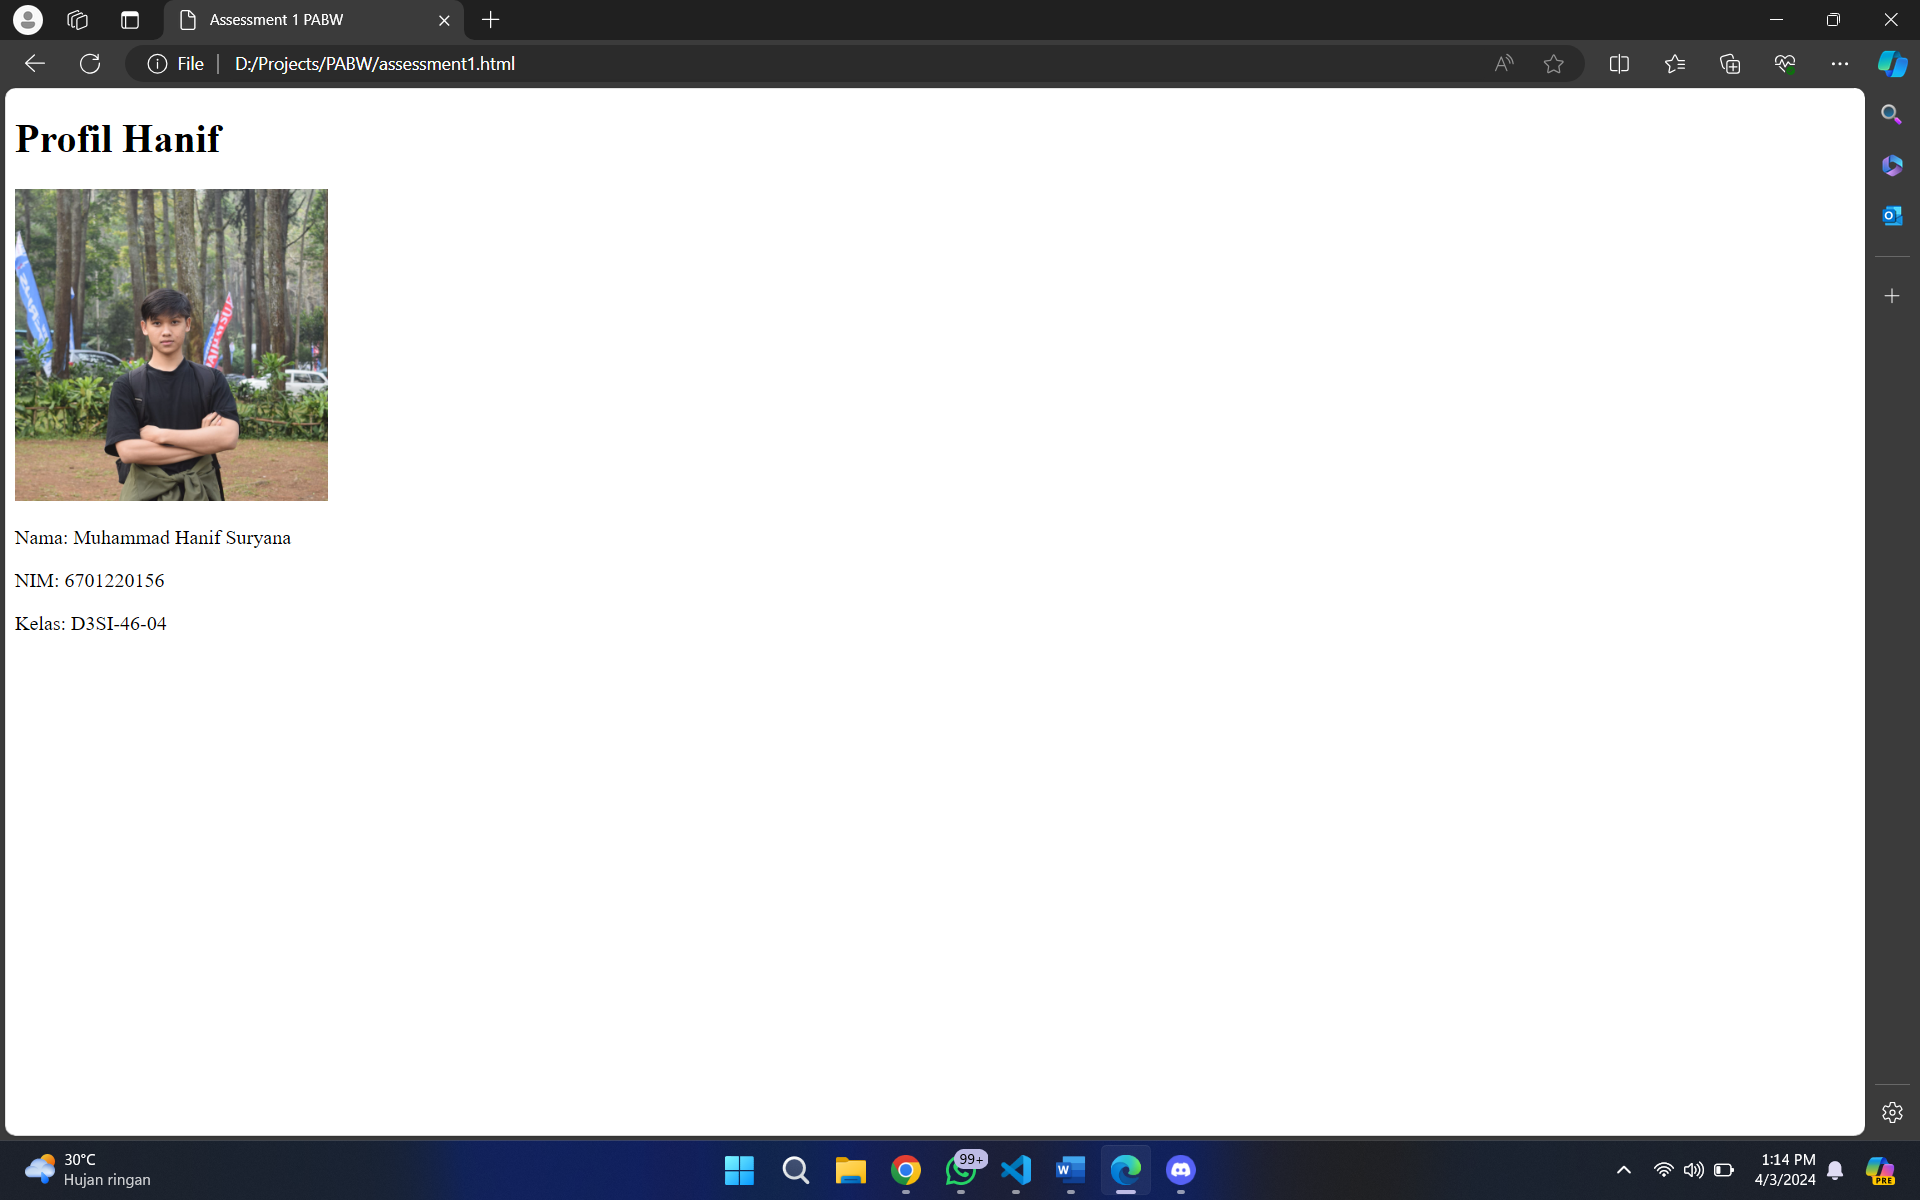 Assessment 1 PABW
File
D:/Projects/PABW/assessment1.html
Profil Hanif
Nama: Muhammad Hanif Suryana
NIM: 6701220156
Kelas: D3SI-46-04
30°C
Hujan ringan
99+
1:14 PM
4/3/2024
PRE